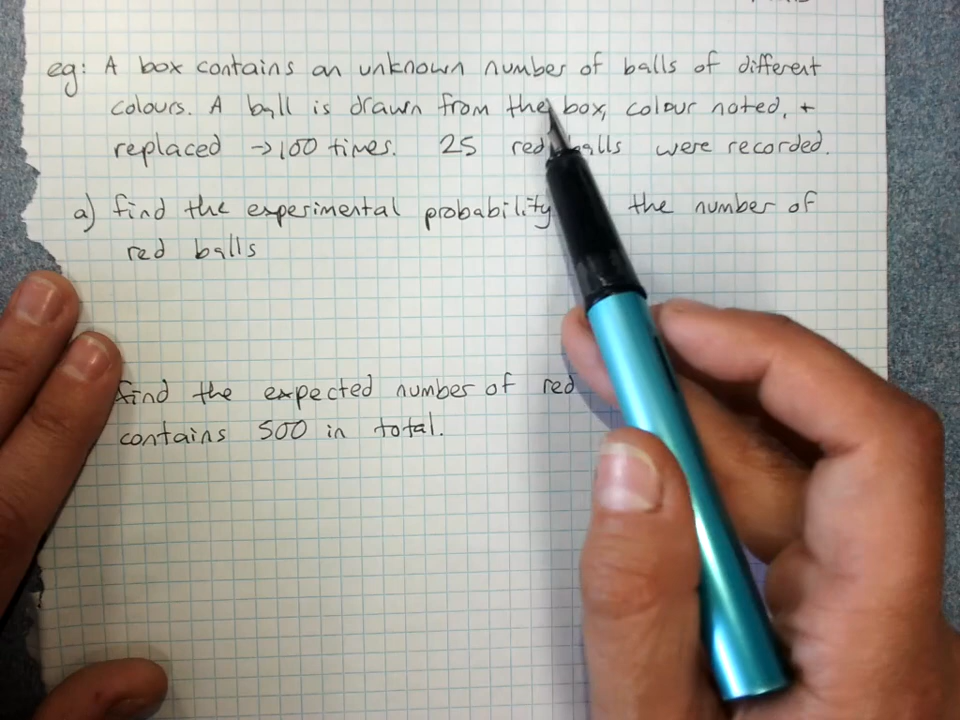 eg: A box contains an unknown number of balls of different
colours. A ball is drawn from the box, colour noted, +
replaced → 100 times. 25 red balls were recorded.
a) find the experimental probability the number of
red balls
find the expected number of red
contains 500 in total.